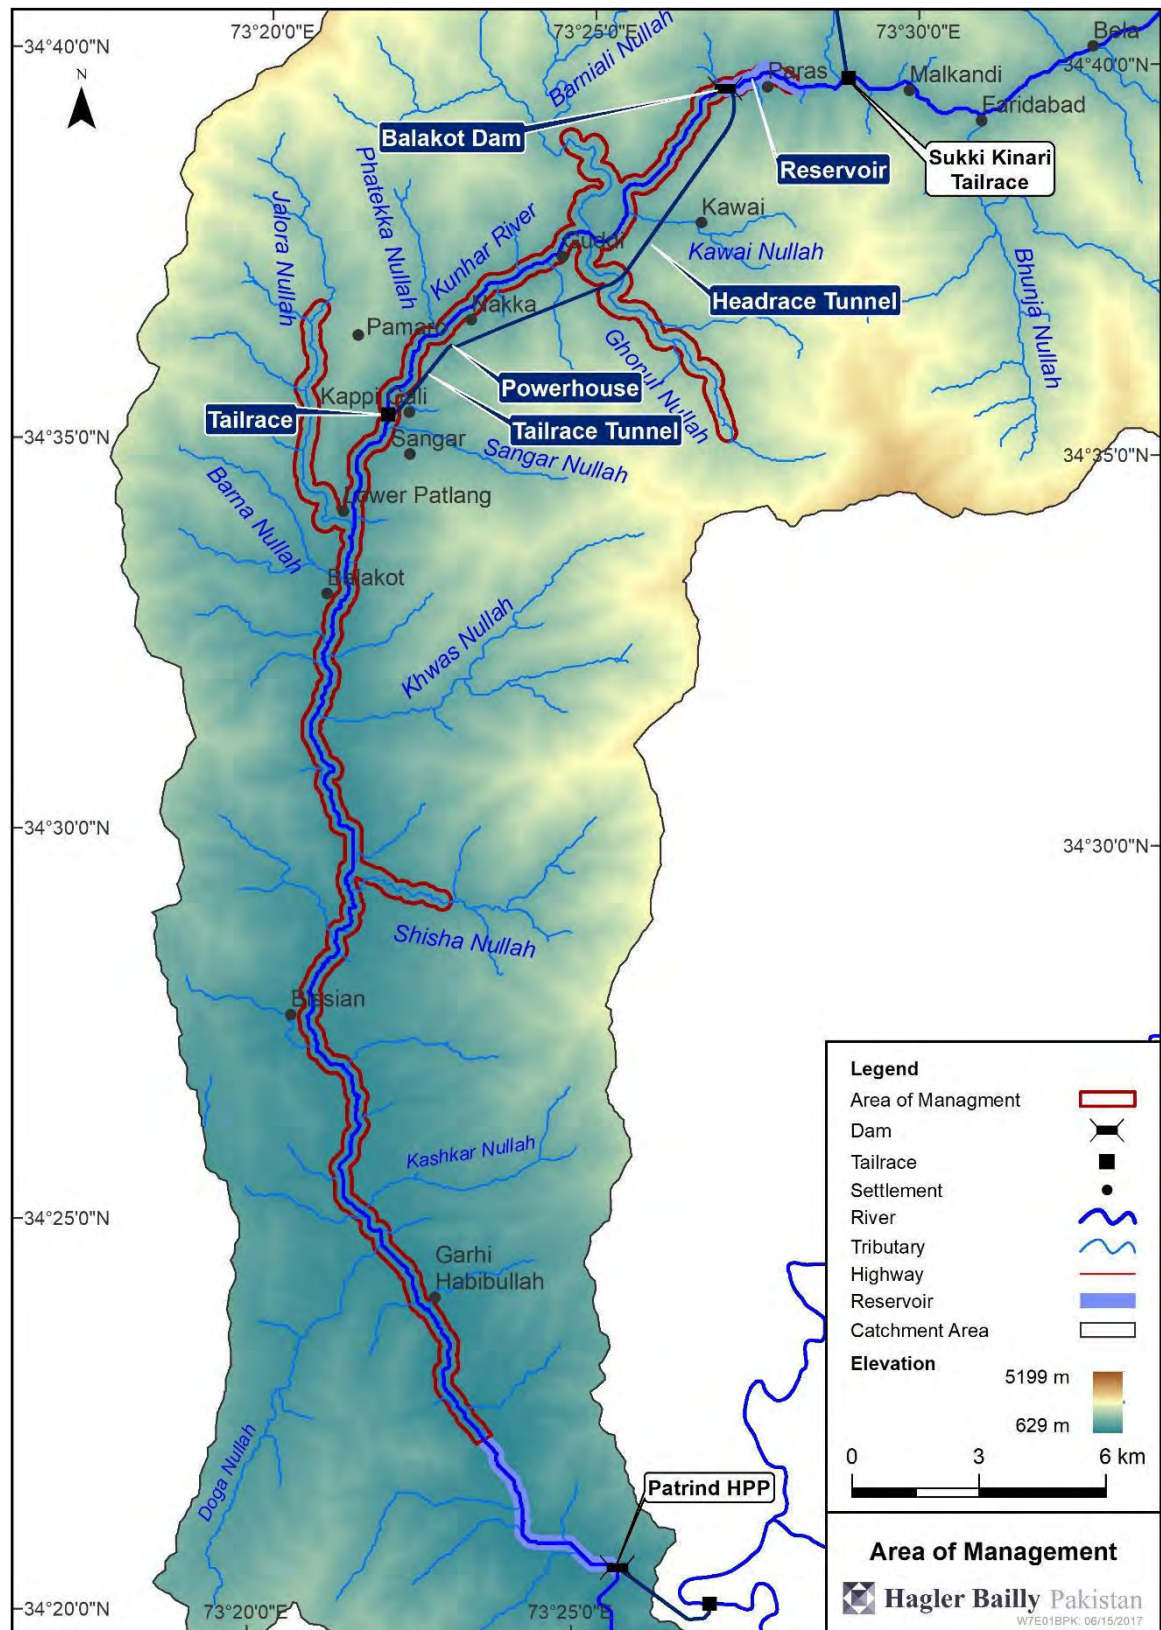 73°20'0"E
73°25'0"E
73°30'0"E
34°40'0"N
34°40'0"N
N
Bela
Barniali Nullah
Paras
Malkandi
Faridabad
Balakot Dam
Reservoir
Sukki Kinari
Tailrace
Phatekka Nullah
Jalora Nullah
Kunhar River
Guddi
Kawai
Kawai Nullah
Bhunja Nullah
Headrace Tunnel
Nakka
Pamaro
Ghonul Nullah
Powerhouse
Kappi Gali
Tailrace
Tailrace Tunnel
34°35'0"N
34°35'0"N
Sangar
Sangar Nullah
Barna Nullah
Lower Patlang
Balakot
Khwas Nullah
34°30'0"N
34°30'0"N
Shisha Nullah
Bissian
Kashkar Nullah
34°25'0"N
Garhi
Habibullah
Doga Nullah
Patrind HPP
34°20'0"N
73°20'0"E
73°25'0"E
Legend
Area of Managment
Dam
Tailrace
Settlement
River
Tributary
Highway
Reservoir
Catchment Area
Elevation
5199 m
629 m
0 3 6 km
Area of Management
Hagler Bailly Pakistan
W7E01BPK: 06/15/2017